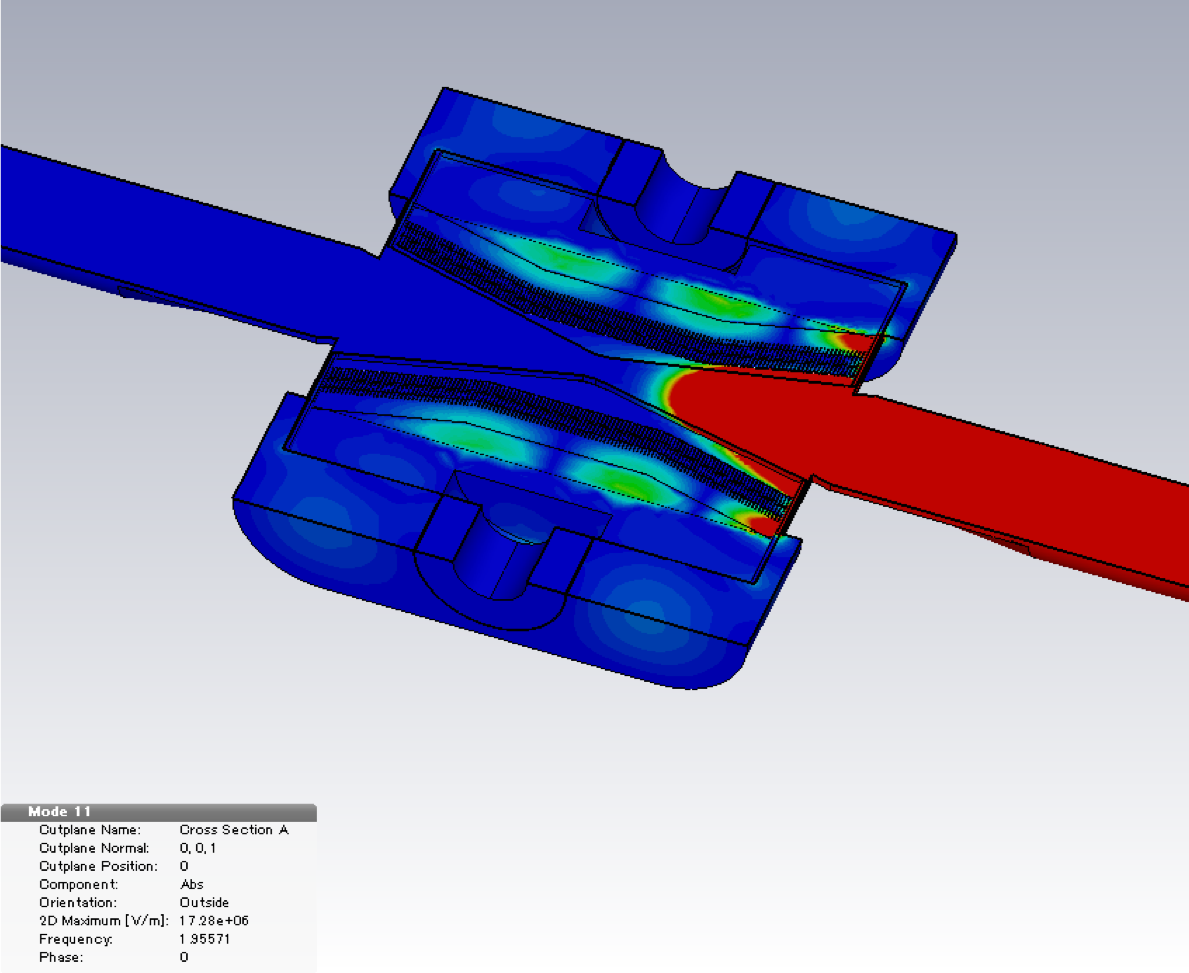 Mode 11
Cutplane Name: Cross Section A
Cutplane Normal: 0, 0, 1
Cutplane Position: 0
Component: Abs
Orientation: Outside
2D Maximum [V/m]: 17.28e+06
Frequency: 1.95571
Phase: 0